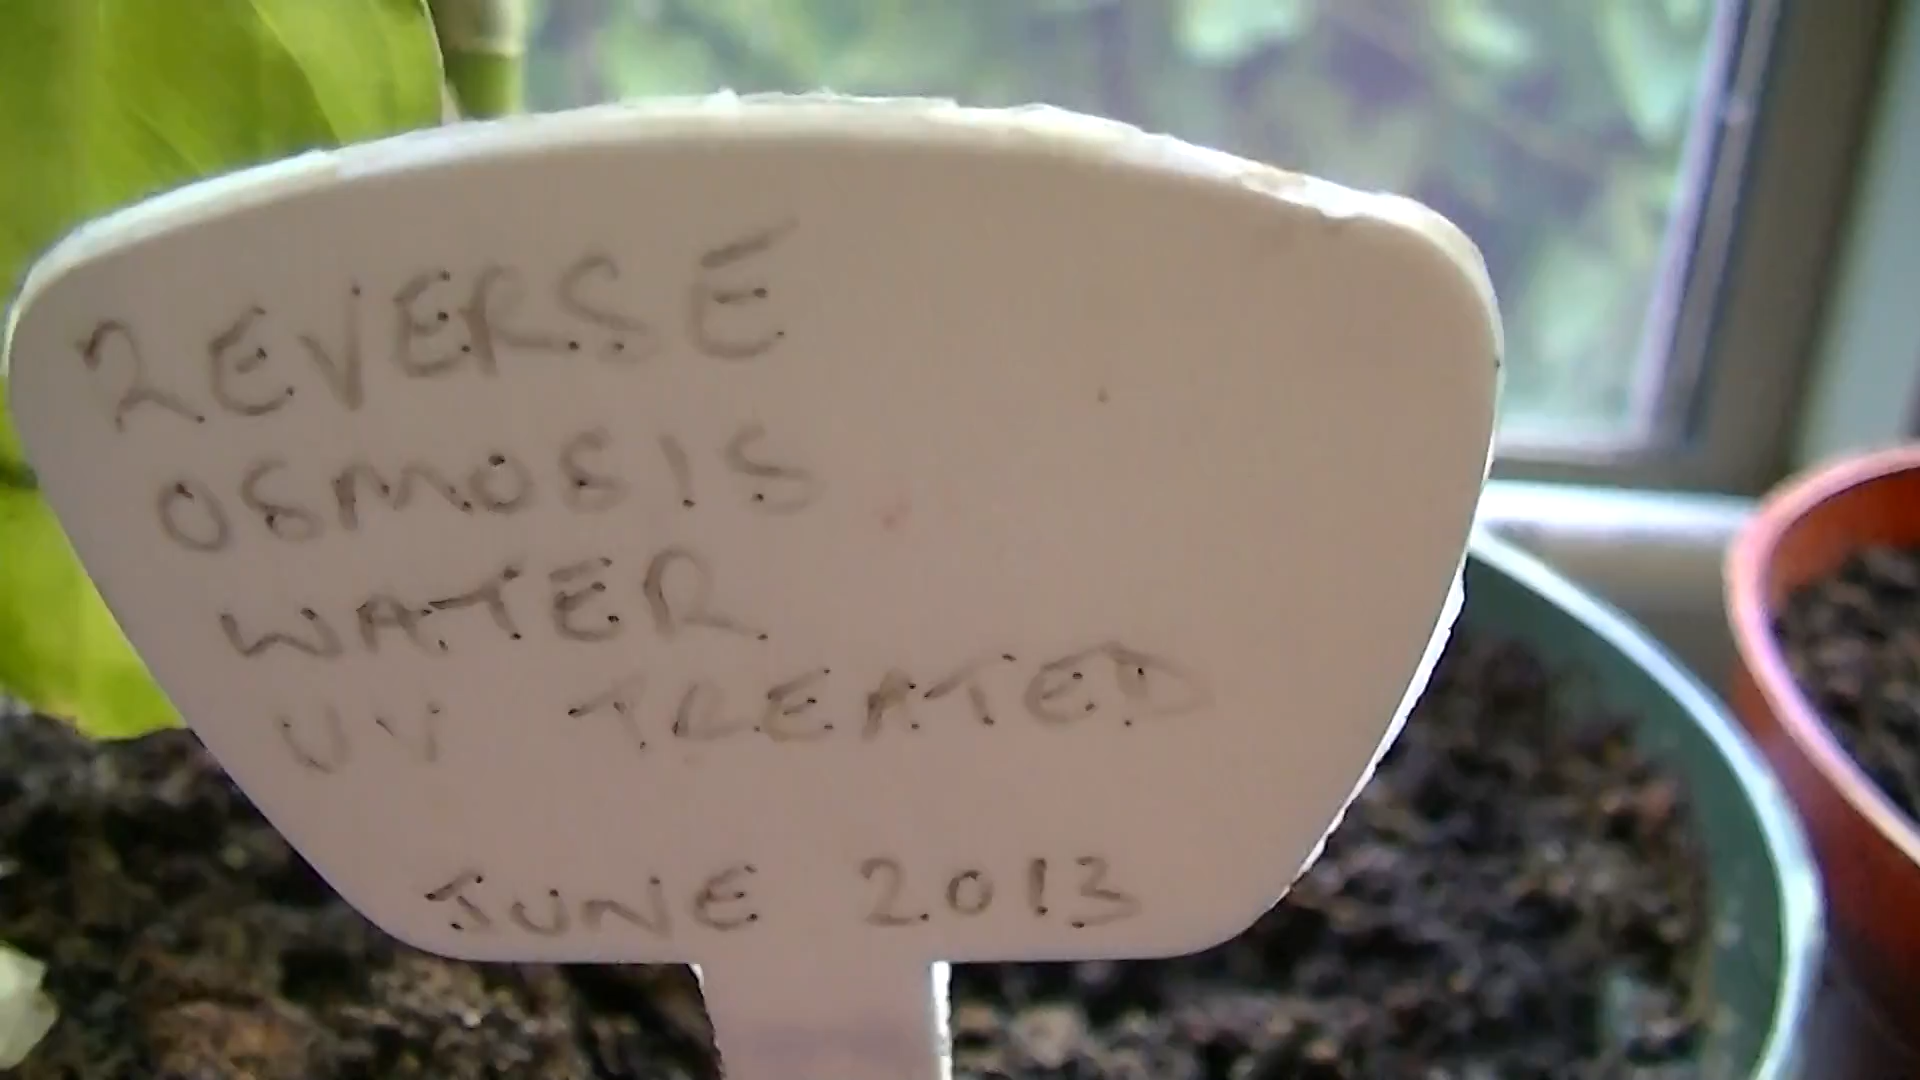 REVERSE
OSMOSIS
WATER
UV TREATED
JUNE 2013